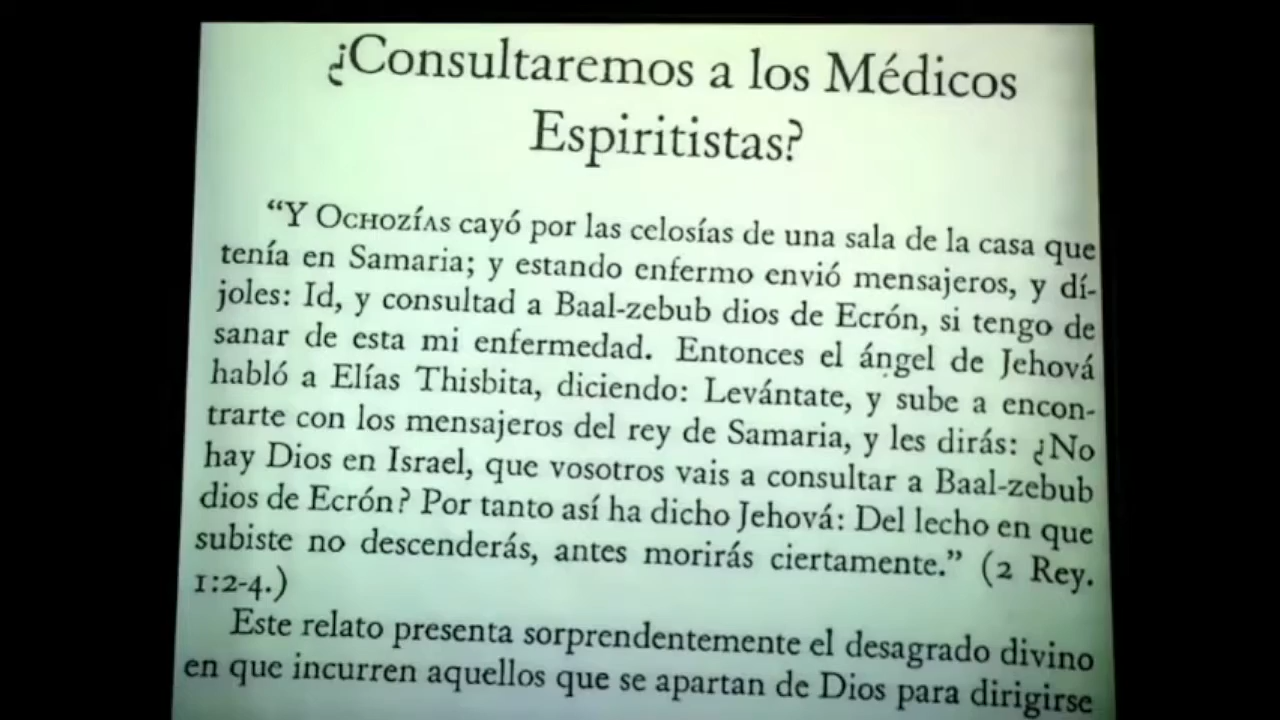 ¿Consultaremos a los Médicos
Espiritistas?
“Y Ochozías cayó por las celosías de una sala de la casa que
tenía en Samaria; y estando enfermo envió mensajeros, y dí-
joles: Id, y consultad a Baal-zebub dios de Ecrón, si tengo de
sanar de esta mi enfermedad. Entonces el ángel de Jehová
habló a Elías Thisbita, diciendo: Levántate, y sube a encon-
trarte con los mensajeros del rey de Samaria, y les dirás: ¿No
hay Dios en Israel, que vosotros vais a consultar a Baal-zebub
dios de Ecrón? Por tanto así ha dicho Jehová: Del lecho en que
subiste no descenderás, antes morirás ciertamente.” (2 Rey.
1:2-4.)
Este relato presenta sorprendentemente el desagrado divino
en que incurren aquellos que se apartan de Dios para dirigirse